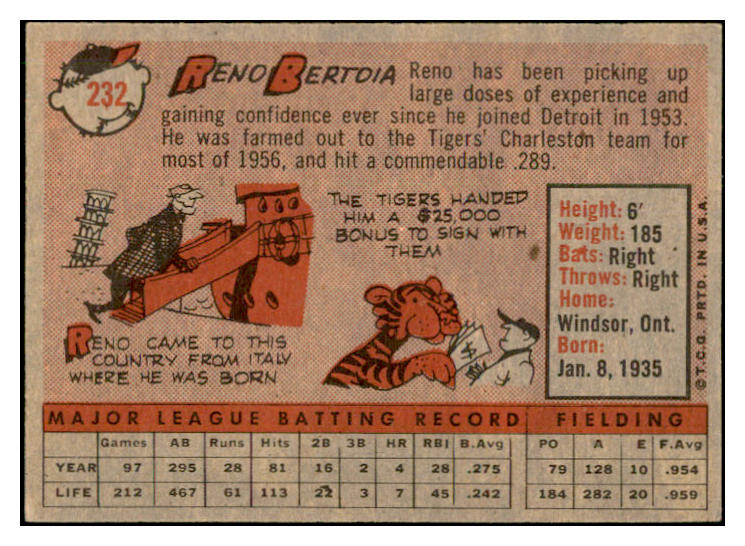 232
RENO BERTOIA
Reno has been picking up
large doses of experience and
gaining confidence ever since he joined Detroit in 1953.
He was farmed out to the Tigers' Charleston team for
most of 1956, and hit a commendable .289.
THE TIGERS HANDED
HIM A $25,000
BONUS TO SIGN WITH
THEM
$
RENO CAME TO THIS
COUNTRY FROM ITALY
WHERE HE WAS BORN
Height: 6'
Weight: 185
Bats: Right
Throws: Right
Home:
Windsor, Ont.
Born:
Jan. 8, 1935
©T.C.G. PRTD. IN U.S.A.
MAJOR LEAGUE BATTING RECORD FIELDING
Games AB Runs Hits 2B 3B HR RBI B.Avg PO A E F.Avg
YEAR 97 295 28 81 16 2 4 28 .275 79 128 10 .954
LIFE 212 467 61 113 22 3 7 45 .242 184 282 20 .959